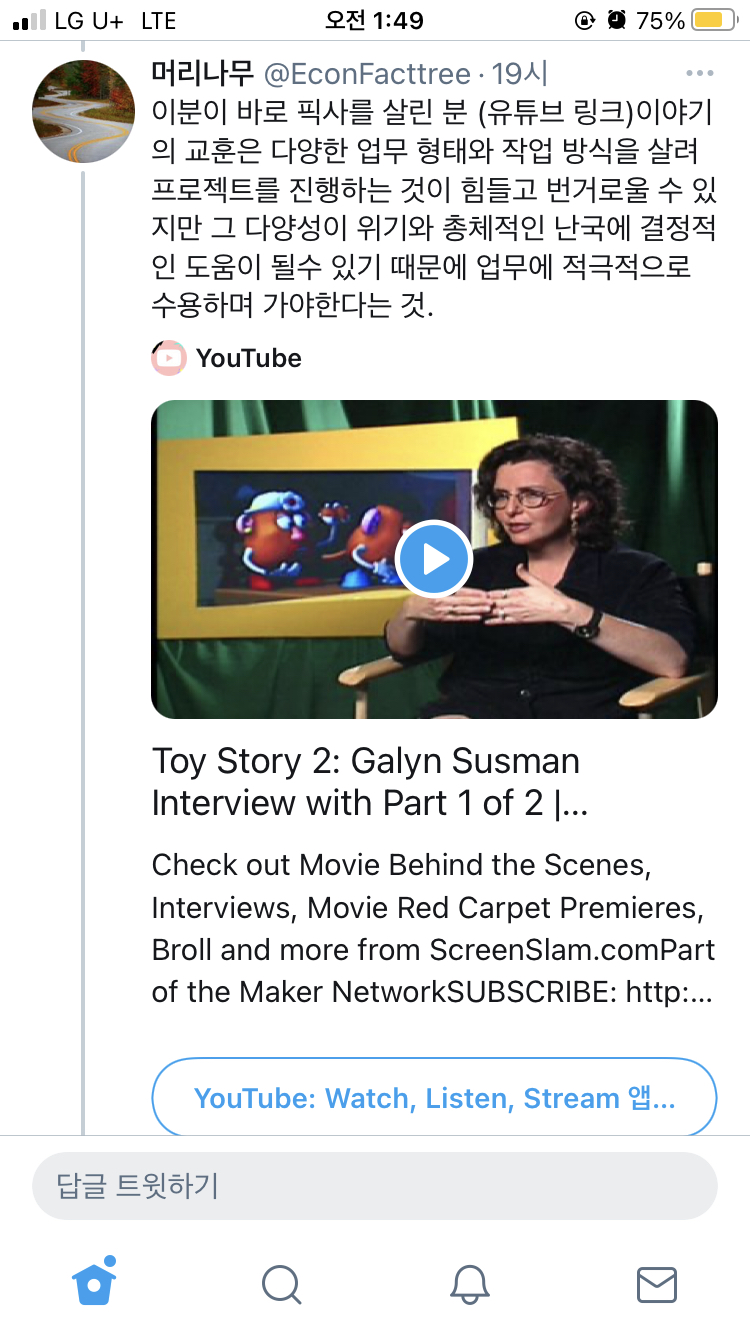 LG U+ LTE 오전 1:49 75%
머리나무 @EconFacttree · 19시
이분이 바로 픽사를 살린 분 (유튜브 링크)이야기
의 교훈은 다양한 업무 형태와 작업 방식을 살려
프로젝트를 진행하는 것이 힘들고 번거로울 수 있
지만 그 다양성이 위기와 총체적인 난국에 결정적
인 도움이 될수 있기 때문에 업무에 적극적으로
수용하며 가야한다는 것.
YouTube
Toy Story 2: Galyn Susman
Interview with Part 1 of 2 |...
Check out Movie Behind the Scenes,
Interviews, Movie Red Carpet Premieres,
Broll and more from ScreenSlam.comPart
of the Maker NetworkSUBSCRIBE: http:...
YouTube: Watch, Listen, Stream 앱...
답글 트윗하기